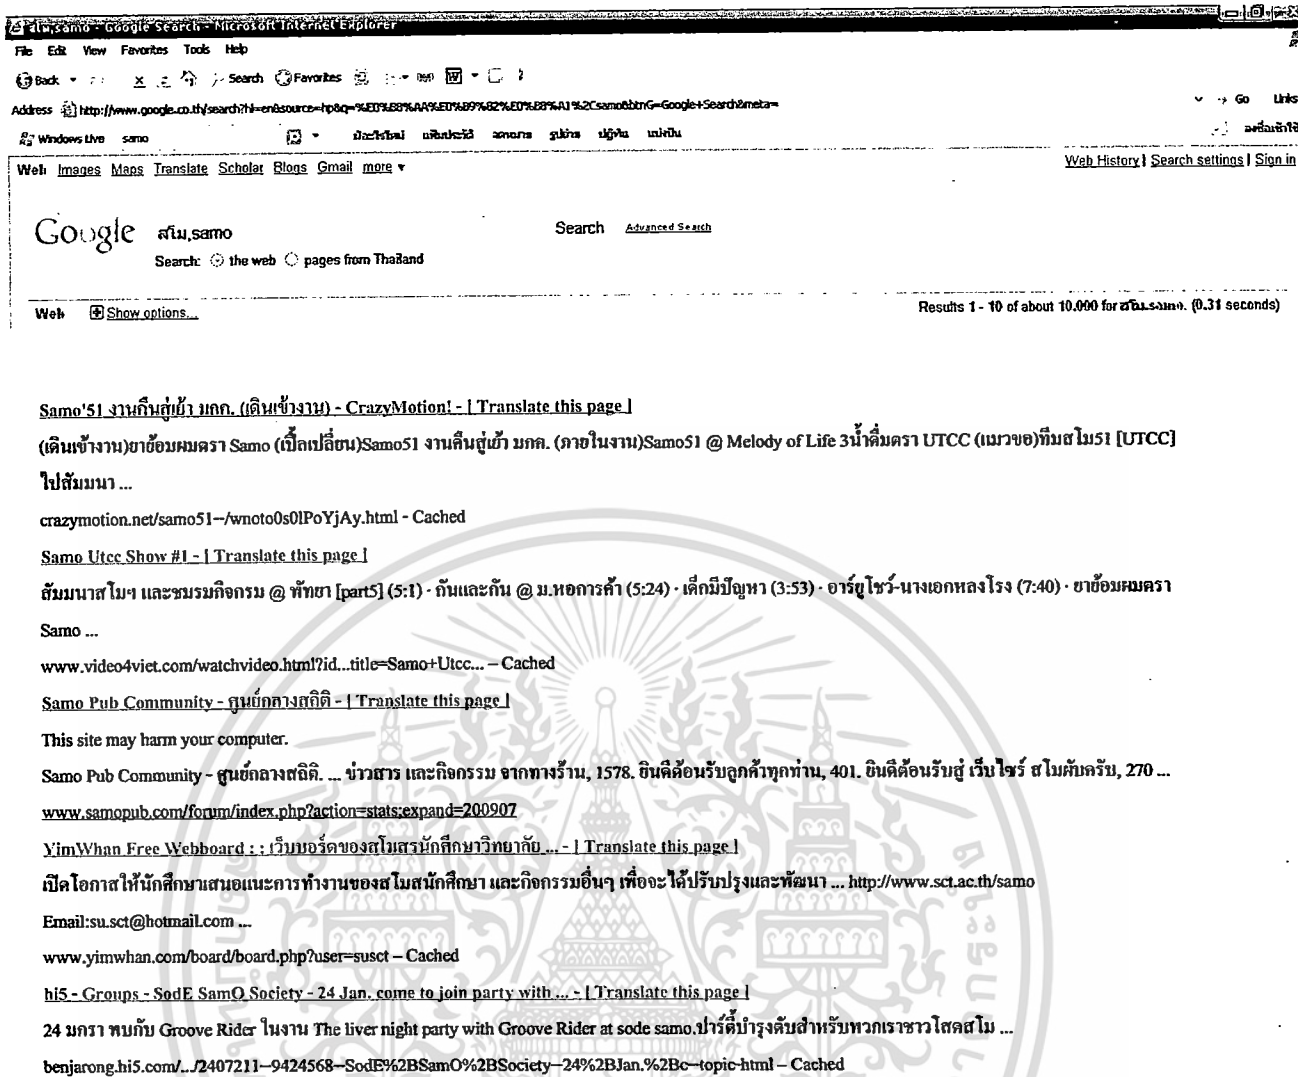 สโม,samo - Google Search - Microsoft Internet Explorer
File Edit View Favorites Tools Help
Back Search Favorites
Address http://www.google.co.th/search?hl=en&source=hp&q=%E0%B8%AA%E0%B9%82%E0%B8%A1%2Csamo&btnG=Google+Search&meta= Go Links
Windows Live samo
Web Images Maps Translate Scholar Blogs Gmail more ▼ Web History | Search settings | Sign in
Google สโม,samo Search Advanced Search
Search: the web pages from Thailand
Web Show options... Results 1 - 10 of about 10,000 for สโม,samo. (0.31 seconds)
Samo'51 งานคืนสู่เย้า มกค. (เดินเข้างาน) - CrazyMotion! - [ Translate this page ]
(เดินเข้างาน)ยาย้อมผมตรา Samo (เปื้อเปลี่ยน)Samo51 งานคืนสู่เย้า มกค. (ภายในงาน)Samo51 @ Melody of Life 3น้ำดื่มตรา UTCC (แมวขอ)ทีมสโม51 [UTCC]
ไปสัมมนา ...
crazymotion.net/samo51--/wnoto0s0lPoYjAy.html - Cached
Samo Utcc Show #1 - [ Translate this page ]
สัมมนาสโมฯ และชมรมกิจกรม @ พัทยา [part5] (5:1) · กันและกัน @ ม.หอการค้า (5:24) · เด็กมีปัญหา (3:53) · อาร์ยูโชว์-นางเอกหลงโรง (7:40) · ยาย้อมผมตรา
Samo ...
www.video4viet.com/watchvideo.html?id...title=Samo+Utcc... – Cached
Samo Pub Community - ศูนย์กลางสถิติ - [ Translate this page ]
This site may harm your computer.
Samo Pub Community - ศูนย์กลางสถิติ. ... ข่าวสาร และกิจกรรม จากทางร้าน, 1578. ยินดีต้อนรับลูกค้าทุกท่าน, 401. ยินดีต้อนรับสู่ เว็บไซร์ สโมผับครับ, 270 ...
www.samopub.com/forum/index.php?action=stats;expand=200907
YimWhan Free Webboard : : เว็บบอร์ดของสโมสรนักศึกษาวิทยาลัย ... - [ Translate this page ]
เปิดโอกาสให้นักศึกษาเสนอแนะการทำงานของสโมสนักศึกษา และกิจกรรมอื่นๆ เพื่อจะได้ปรับปรุงและพัฒนา ... http://www.sct.ac.th/samo
Email:su.sct@hotmail.com ...
www.yimwhan.com/board/board.php?user=susct – Cached
hi5 - Groups - SodE SamO Society - 24 Jan. come to join party with ... - [ Translate this page ]
24 มกรา พบกับ Groove Rider ในงาน The liver night party with Groove Rider at sode samo.ปาร์ตี้บำรุงตับสำหรับพวกเราชาวโสดสโม ...
benjarong.hi5.com/.../2407211--9424568--SodE%2BSamO%2BSociety--24%2BJan.%2Bc--topic-html – Cached